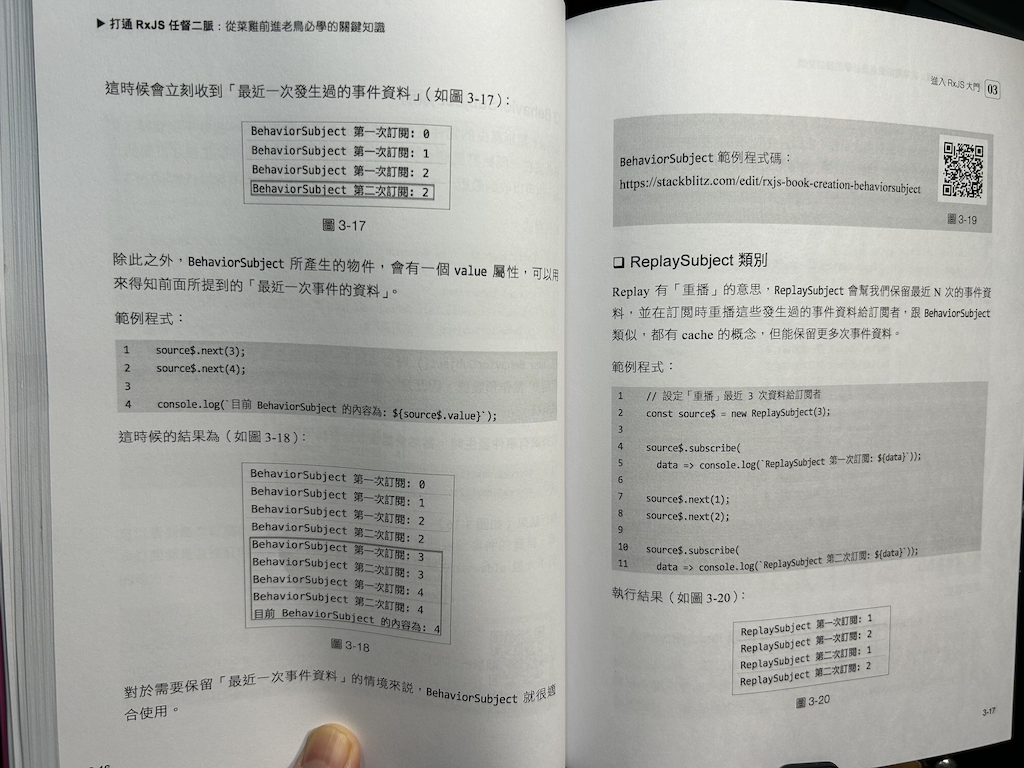 ▶ 打通 RxJS 任督二脈：從菜雞前進老鳥必學的關鍵知識
這時候會立刻收到「最近一次發生過的事件資料」（如圖 3-17）：
BehaviorSubject 第一次訂閱: 0
BehaviorSubject 第一次訂閱: 1
BehaviorSubject 第一次訂閱: 2
BehaviorSubject 第二次訂閱: 2
圖 3-17
除此之外，BehaviorSubject 所產生的物件，會有一個 value 屬性，可以用
來得知前面所提到的「最近一次事件的資料」。
範例程式：
1 source$.next(3);
2 source$.next(4);
3
4 console.log(`目前 BehaviorSubject 的內容為: ${source$.value}`);
這時候的結果為（如圖 3-18）：
BehaviorSubject 第一次訂閱: 0
BehaviorSubject 第一次訂閱: 1
BehaviorSubject 第一次訂閱: 2
BehaviorSubject 第二次訂閱: 2
BehaviorSubject 第一次訂閱: 3
BehaviorSubject 第二次訂閱: 3
BehaviorSubject 第一次訂閱: 4
BehaviorSubject 第二次訂閱: 4
目前 BehaviorSubject 的內容為: 4
圖 3-18
對於需要保留「最近一次事件資料」的情境來說，BehaviorSubject 就很適
合使用。
進入 RxJS 大門 03
BehaviorSubject 範例程式碼：
https://stackblitz.com/edit/rxjs-book-creation-behaviorsubject
圖 3-19
❏ ReplaySubject 類別
Replay 有「重播」的意思，ReplaySubject 會幫我們保留最近 N 次的事件資
料，並在訂閱時重播這些發生過的事件資料給訂閱者，跟 BehaviorSubject
類似，都有 cache 的概念，但能保留更多次事件資料。
範例程式：
1 // 設定「重播」最近 3 次資料給訂閱者
2 const source$ = new ReplaySubject(3);
3
4 source$.subscribe(
5 data => console.log(`ReplaySubject 第一次訂閱: ${data}`));
6
7 source$.next(1);
8 source$.next(2);
9
10 source$.subscribe(
11 data => console.log(`ReplaySubject 第二次訂閱: ${data}`));
執行結果（如圖 3-20）：
ReplaySubject 第一次訂閱: 1
ReplaySubject 第一次訂閱: 2
ReplaySubject 第二次訂閱: 1
ReplaySubject 第二次訂閱: 2
圖 3-20
3-17